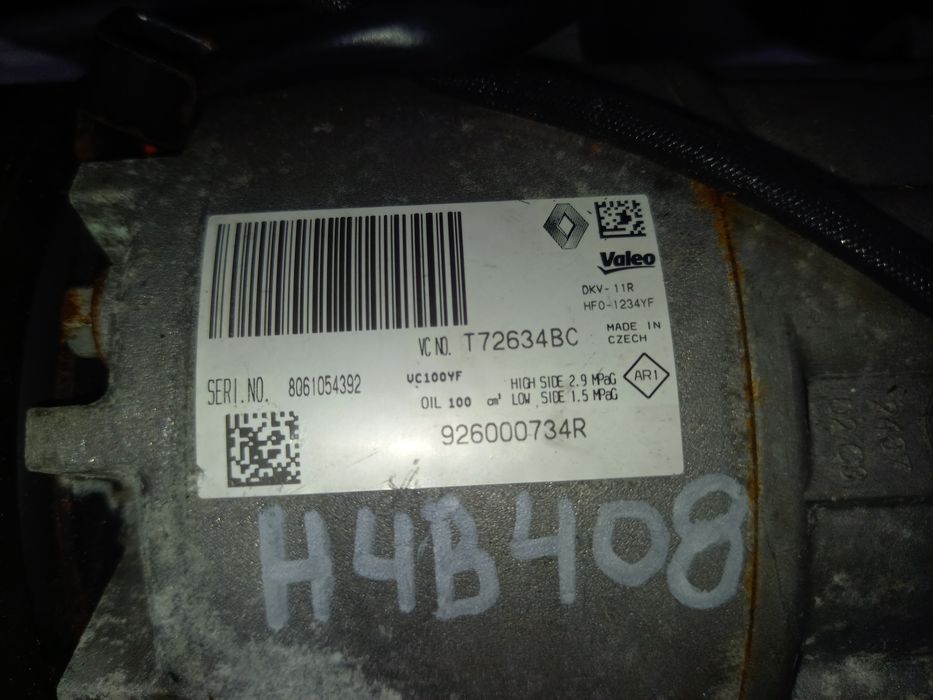 Valeo
DKV-11R
HFO-1234YF
MADE IN
CZECH
VC NO. T72634BC
SERI.NO. 8061054392
VC100YF
HIGH SIDE 2.9 MPaG
OIL 100 cm³ LOW SIDE 1.5 MPaG
AR1
926000734R
H4B408